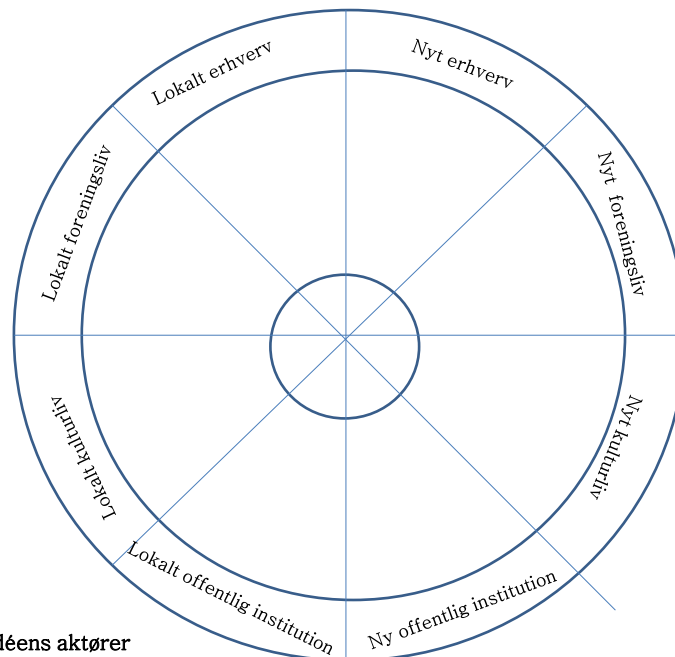 Lokalt erhverv
Nyt erhverv
Lokalt foreningsliv
Nyt foreningsliv
Lokalt kulturliv
Nyt kulturliv
Lokalt offentlig institution
Ny offentlig institution
déens aktører